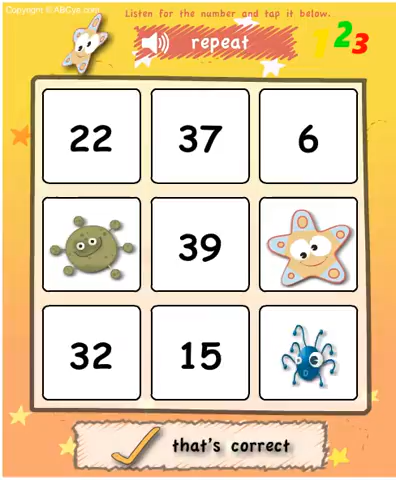 Copyright © ABCya.com
Listen for the number and tap it below.
repeat
123
22 37 6
39
32 15
that's correct